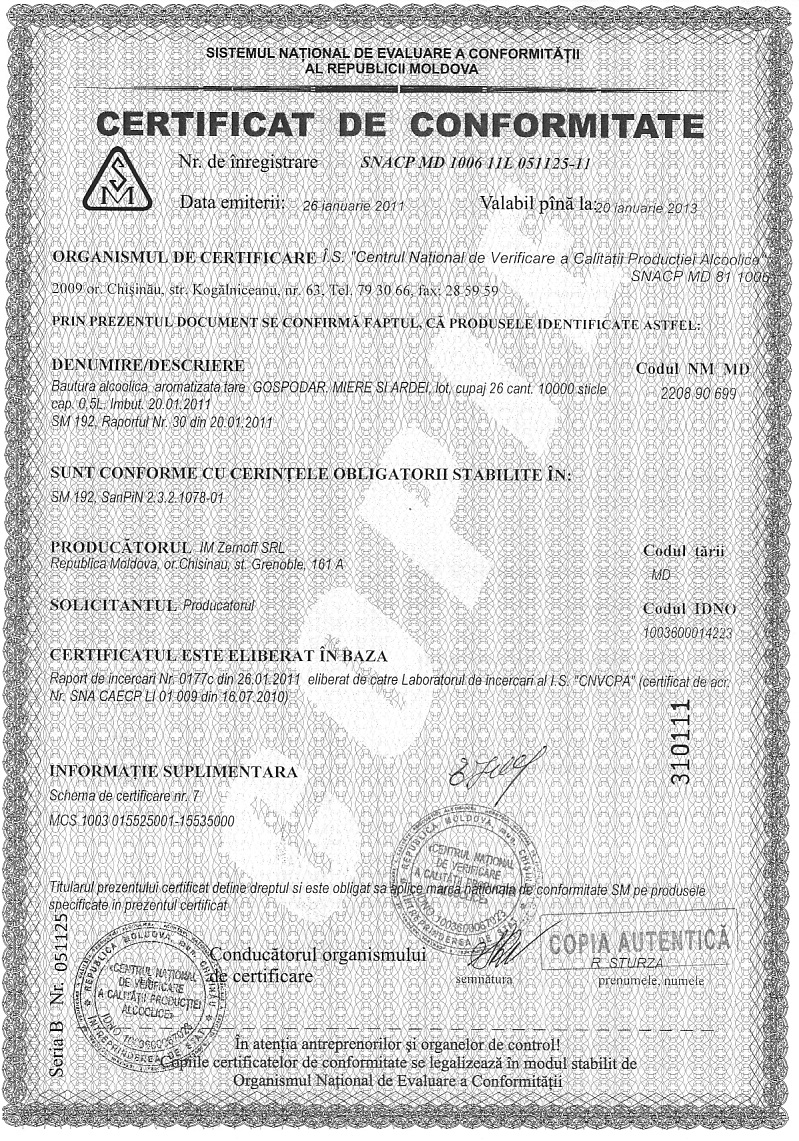 SISTEMUL NAȚIONAL DE EVALUARE A CONFORMITĂȚII
AL REPUBLICII MOLDOVA
CERTIFICAT DE CONFORMITATE
SM
Nr. de înregistrare SNACP MD 1006 11L 051125-11
Data emiterii: 26 ianuarie 2011 Valabil pînă la: 20 ianuarie 2013
ORGANISMUL DE CERTIFICARE Î.S. "Centrul Național de Verificare a Calitații Producției Alcoolice"
SNACP MD 81 1006
2009 or. Chișinău, str. Kogălniceanu, nr. 63, Tel. 79 30 66, fax: 28 59 59
PRIN PREZENTUL DOCUMENT SE CONFIRMĂ FAPTUL, CĂ PRODUSELE IDENTIFICATE ASTFEL:
DENUMIRE/DESCRIERE Codul NM MD
Bautura alcoolica aromatizata tare GOSPODAR. MIERE SI ARDEI, lot, cupaj 26 cant. 10000 sticle 2208 90 699
cap. 0,5L. Imbut. 20.01.2011
SM 192, Raportul Nr. 30 din 20.01.2011
SUNT CONFORME CU CERINȚELE OBLIGATORII STABILITE ÎN:
SM 192, SanPiN 2.3.2.1078-01
PRODUCĂTORUL IM Zernoff SRL Codul țării
Republica Moldova, or.Chisinau, st. Grenoble, 161 A
MD
SOLICITANTUL Producatorul Codul IDNO
1003600014223
CERTIFICATUL ESTE ELIBERAT ÎN BAZA
Raport de incercari Nr. 0177c din 26.01.2011 eliberat de catre Laboratorul de incercari al I.S. "CNVCPA" (certificat de acr.
Nr. SNA CAECP LI 01 009 din 16.07.2010)
310111
INFORMAȚIE SUPLIMENTARA
Schema de certificare nr. 7
MCS 1003 015525001-15535000
COPIE
REPUBLICA MOLDOVA mun. CHIȘINĂU
«CENTRUL NAȚIONAL
DE VERIFICARE
A CALITĂȚII PRODUCȚIEI
ALCOOLICE»
IDNO 1003600067023
ÎNTREPRINDEREA DE STAT
Titularul prezentului certificat define dreptul si este obligat sa aplice marca nationala de conformitate SM pe produsele
specificate in prezentul certificat
COPIA AUTENTICĂ
Conducătorul organismului
de certificare
R. STURZA
semnătura prenumele, numele
Seria B Nr. 051125
REPUBLICA MOLDOVA, mun. CHIȘINĂU
«CENTRUL NAȚIONAL
DE VERIFICARE
A CALITĂȚII PRODUCȚIEI
ALCOOLICE»
IDNO 1003600067023
ÎNTREPRINDEREA DE STAT
În atenția antreprenorilor și organelor de control!
Copiile certificatelor de conformitate se legalizează în modul stabilit de
Organismul Național de Evaluare a Conformității